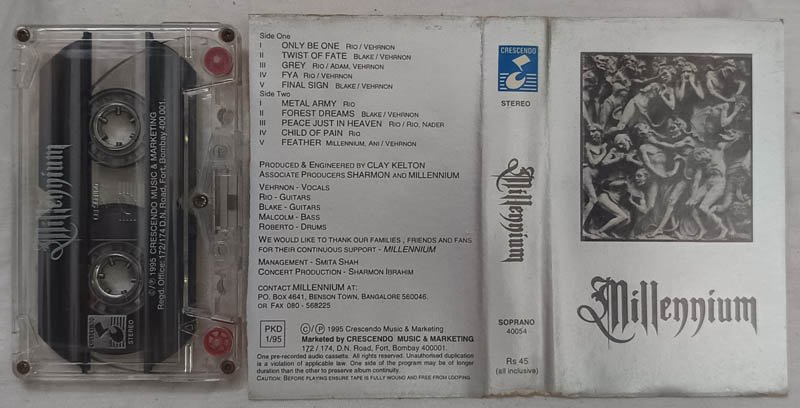 Millennium
STEREO
Ⓒ/Ⓟ 1995 CRESCENDO MUSIC & MARKETING
Regd. Office: 172/174 D.N. Road, Fort, Bombay 400 001.
CRESCENDO
STEREO
Side One
I ONLY BE ONE RIO / VEHRNON
II TWIST OF FATE BLAKE / VEHRNON
III GREY RIO / ADAM, VEHRNON
IV FYA RIO / VEHRNON
V FINAL SIGN BLAKE / VEHRNON
Side Two
I METAL ARMY RIO
II FOREST DREAMS BLAKE / VEHRNON
III PEACE JUST IN HEAVEN RIO / RIO, NADER
IV CHILD OF PAIN RIO
V FEATHER MILLENNIUM, ANI / VEHRNON
PRODUCED & ENGINEERED BY CLAY KELTON
ASSOCIATE PRODUCERS SHARMON AND MILLENNIUM
VEHRNON - VOCALS
RIO - GUITARS
BLAKE - GUITARS
MALCOLM - BASS
ROBERTO - DRUMS
WE WOULD LIKE TO THANK OUR FAMILIES , FRIENDS AND FANS
FOR THEIR CONTINUOUS SUPPORT - MILLENNIUM
MANAGEMENT - SMITA SHAH
CONCERT PRODUCTION - SHARMON IBRAHIM
CONTACT MILLENNIUM AT:
P.O. BOX 4641, BENSON TOWN, BANGALORE 560046.
OR FAX 080 - 568225
PKD
1/95
Ⓒ/Ⓟ 1995 Crescendo Music & Marketing
Marketed by CRESCENDO MUSIC & MARKETING
172 / 174, D.N. Road, Fort, Bombay 400001.
One pre-recorded audio cassette. All rights reserved. Unauthorised duplication
is a violation of applicable law. One side of the program may be of longer
duration than the other to preserve album continuity.
CAUTION: BEFORE PLAYING ENSURE TAPE IS FULLY WOUND AND FREE FROM LOOPING.
CRESCENDO
STEREO
Millennium
SOPRANO
40054
Rs 45
(all inclusive)
Millennium